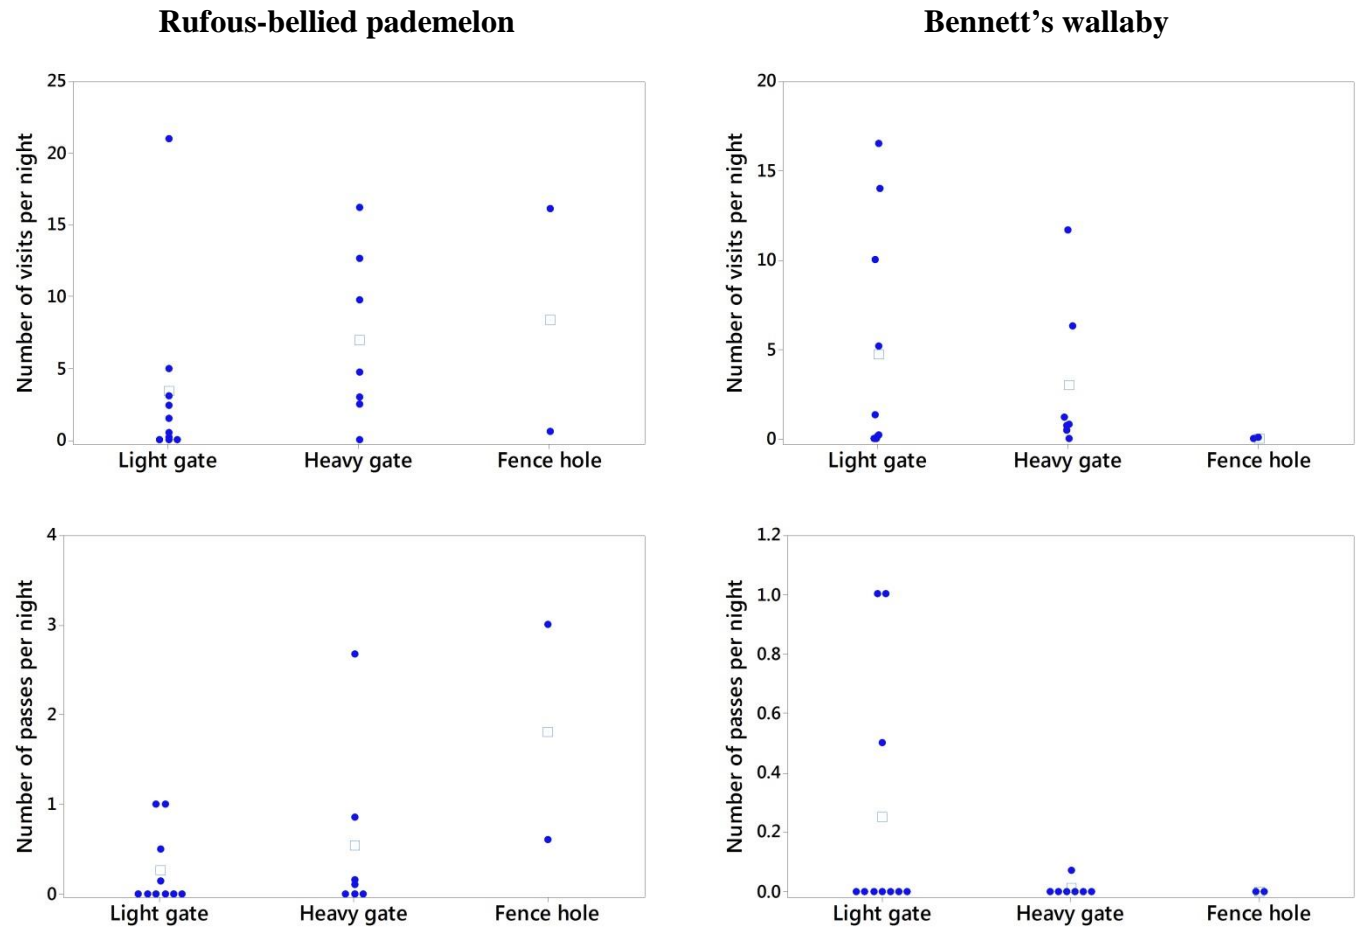 Rufous-bellied pademelon
Bennett’s wallaby
Number of visits per night
25
20
15
10
5
0
Light gate Heavy gate Fence hole
Number of visits per night
20
15
10
5
0
Light gate Heavy gate Fence hole
Number of passes per night
4
3
2
1
0
Light gate Heavy gate Fence hole
Number of passes per night
1.2
1.0
0.8
0.6
0.4
0.2
0.0
Light gate Heavy gate Fence hole